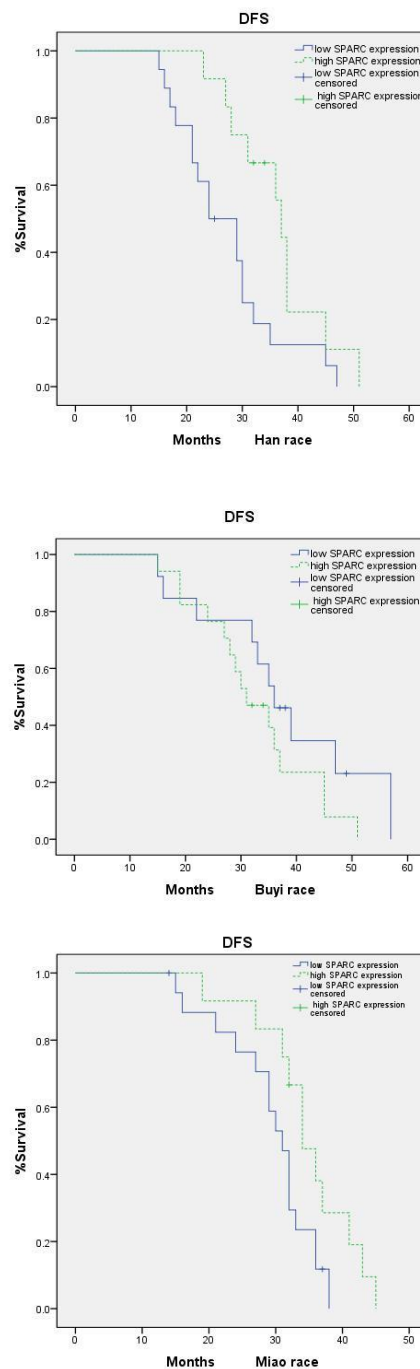 DFS
low SPARC expression
high SPARC expression
low SPARC expression
censored
high SPARC expression
censored
%Survival
1.0
0.8
0.6
0.4
0.2
0.0
0 10 20 30 40 50 60
Months Han race
DFS
low SPARC expression
high SPARC expression
low SPARC expression
censored
high SPARC expression
censored
%Survival
1.0
0.8
0.6
0.4
0.2
0.0
0 10 20 30 40 50 60
Months Buyi race
DFS
low SPARC expression
high SPARC expression
low SPARC expression
censored
high SPARC expression
censored
%Survival
1.0
0.8
0.6
0.4
0.2
0.0
0 10 20 30 40 50
Months Miao race